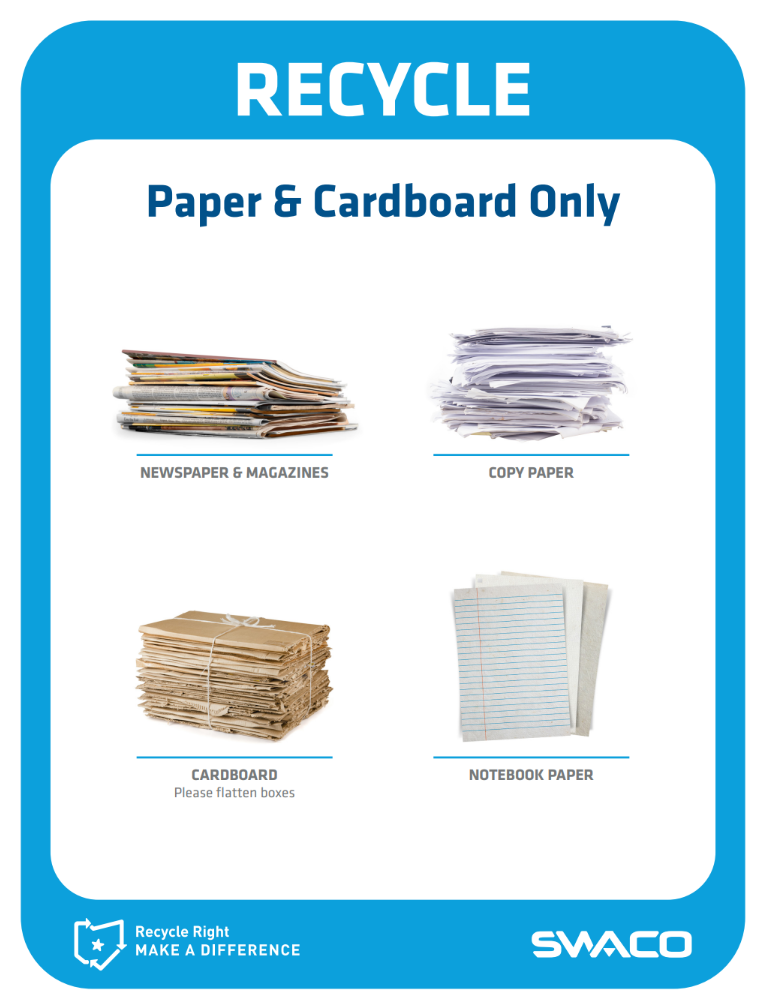 RECYCLE
Paper & Cardboard Only
NEWSPAPER & MAGAZINES
COPY PAPER
CARDBOARD
Please flatten boxes
NOTEBOOK PAPER
Recycle Right
MAKE A DIFFERENCE
SWACO